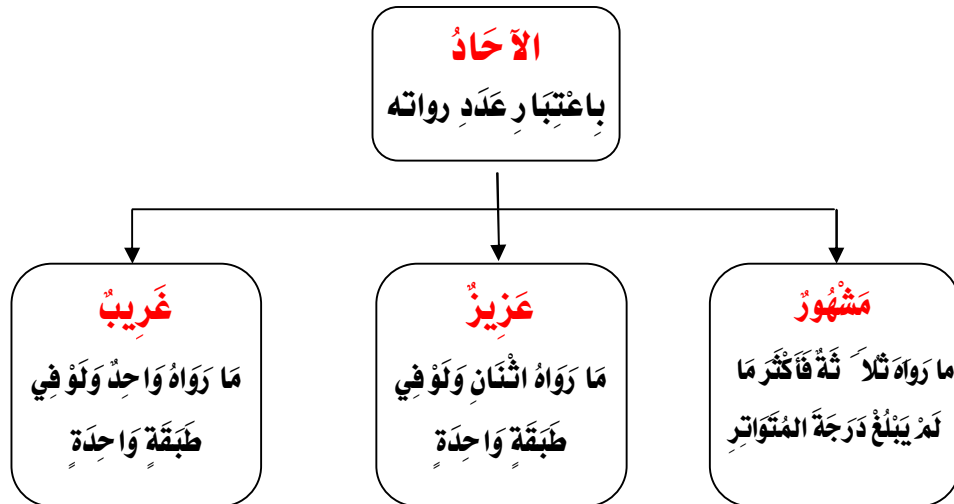 الآحَادُ
بِاعْتِبَارِ عَدَدِ رواته
مَشْهُورٌ
ما رَوَاهَ ثَلاَثَةٌ فَأَكْثَرَ مَا
لَمْ يَبْلُغْ دَرَجَةَ المُتَوَاتِرِ
عَزِيزٌ
مَا رَوَاهُ اثْنَانِ وَلَوْ فِي
طَبَقَةٍ وَاحِدَةٍ
غَرِيبٌ
مَا رَوَاهُ وَاحِدٌ وَلَوْ فِي
طَبَقَةٍ وَاحِدَةٍ